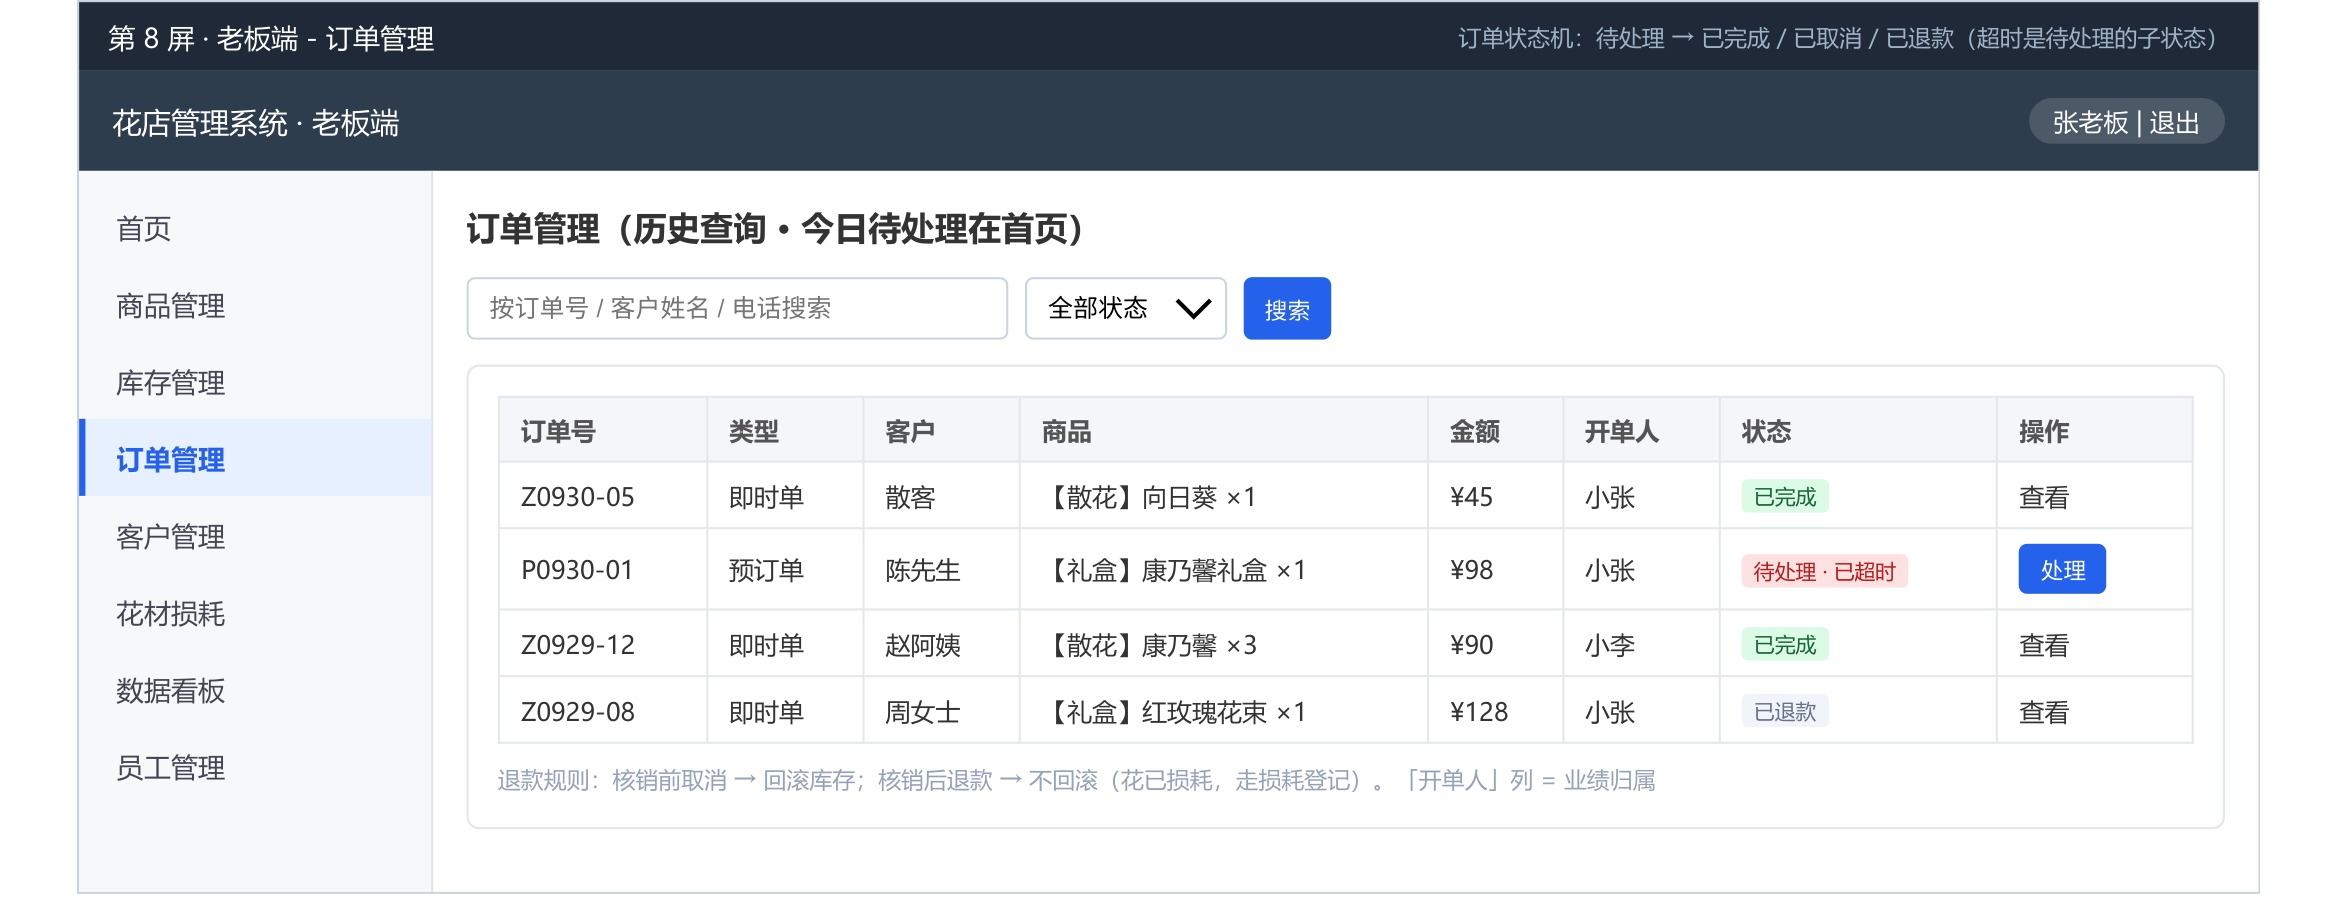 第 8 屏 · 老板端 - 订单管理
订单状态机：待处理 → 已完成 / 已取消 / 已退款（超时是待处理的子状态）
花店管理系统 · 老板端
张老板 | 退出
首页
商品管理
库存管理
订单管理
客户管理
花材损耗
数据看板
员工管理
订单管理（历史查询 · 今日待处理在首页）
按订单号 / 客户姓名 / 电话搜索
全部状态
搜索
订单号 类型 客户 商品 金额 开单人 状态 操作
Z0930-05 即时单 散客 【散花】向日葵 ×1 ¥45 小张 已完成 查看
P0930-01 预订单 陈先生 【礼盒】康乃馨礼盒 ×1 ¥98 小张 待处理 · 已超时 处理
Z0929-12 即时单 赵阿姨 【散花】康乃馨 ×3 ¥90 小李 已完成 查看
Z0929-08 即时单 周女士 【礼盒】红玫瑰花束 ×1 ¥128 小张 已退款 查看
退款规则：核销前取消 → 回滚库存；核销后退款 → 不回滚（花已损耗，走损耗登记）。「开单人」列 = 业绩归属